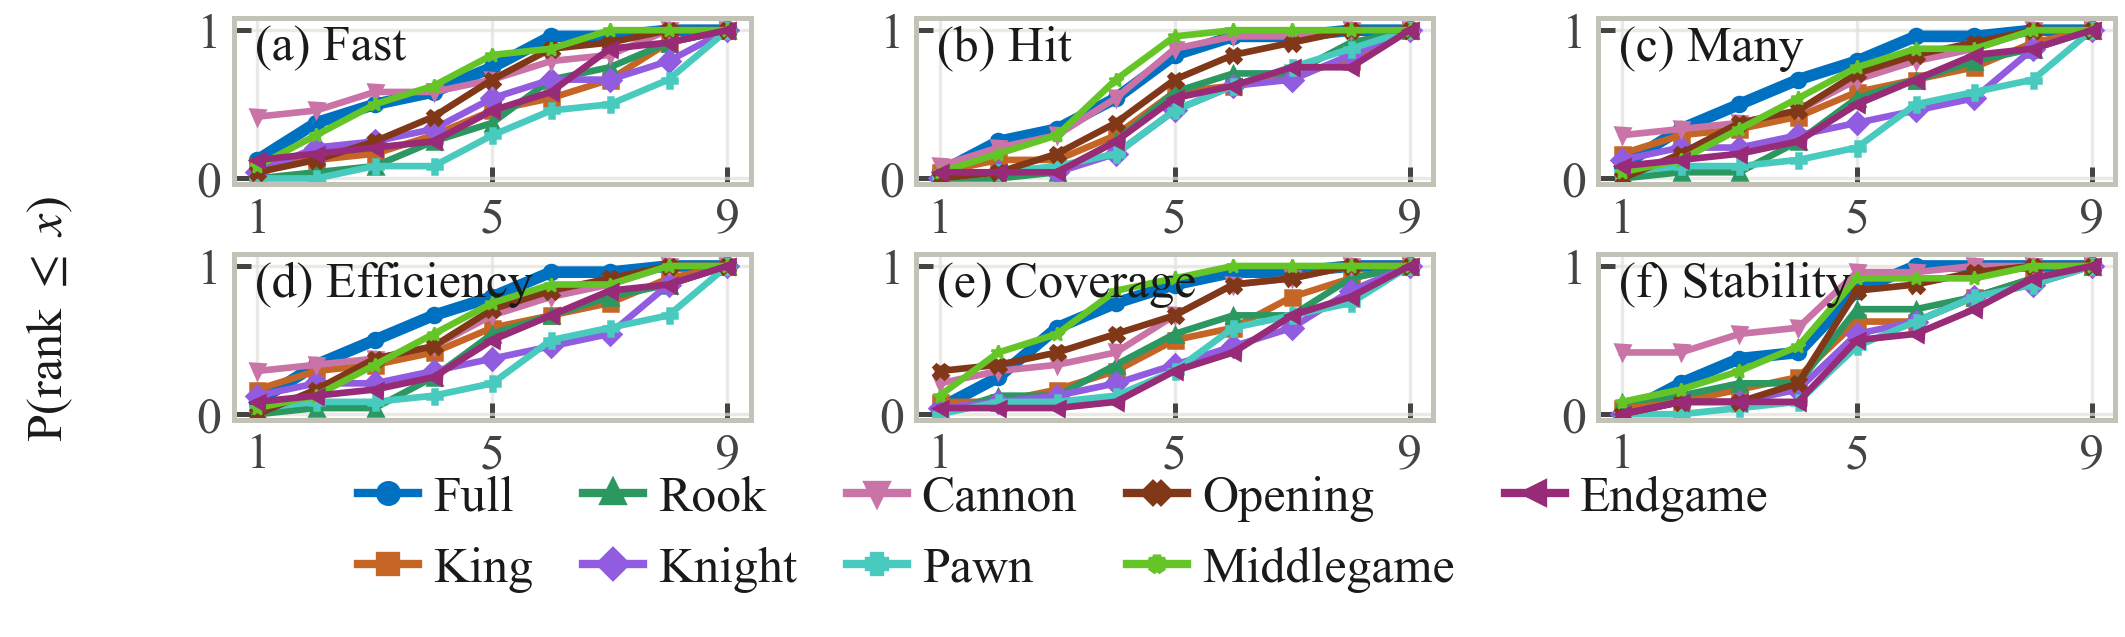 P(rank ≤ x)
(a) Fast
1
0
1 5 9
(b) Hit
1
0
1 5 9
(c) Many
1
0
1 5 9
(d) Efficiency
1
0
1 5 9
(e) Coverage
1
0
1 5 9
(f) Stability
1
0
1 5 9
Full Rook Cannon Opening Endgame
King Knight Pawn Middlegame